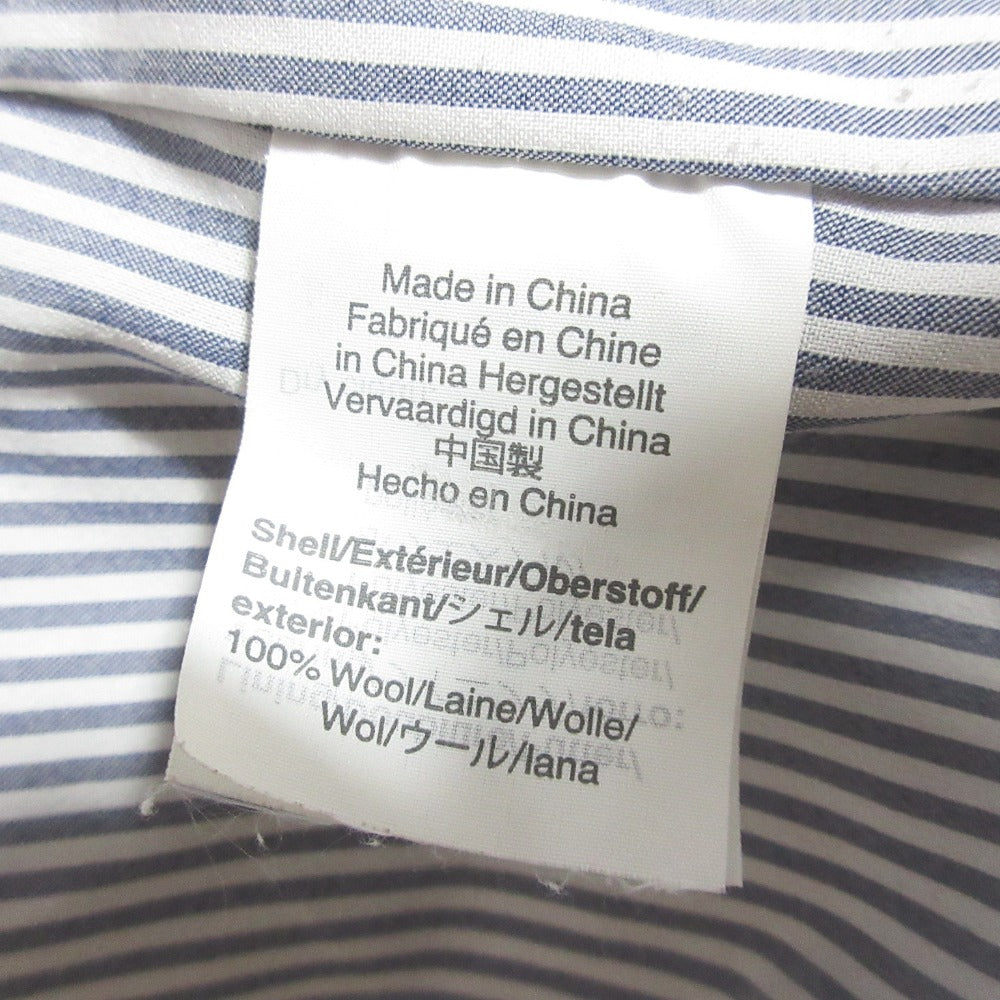 Made in China
Fabriqué en Chine
in China Hergestellt
Vervaardigd in China
中国製
Hecho en China
Shell/Extérieur/Oberstoff/
Buitenkant/シェル/tela
exterior:
100% Wool/Laine/Wolle/
Wol/ウール/lana